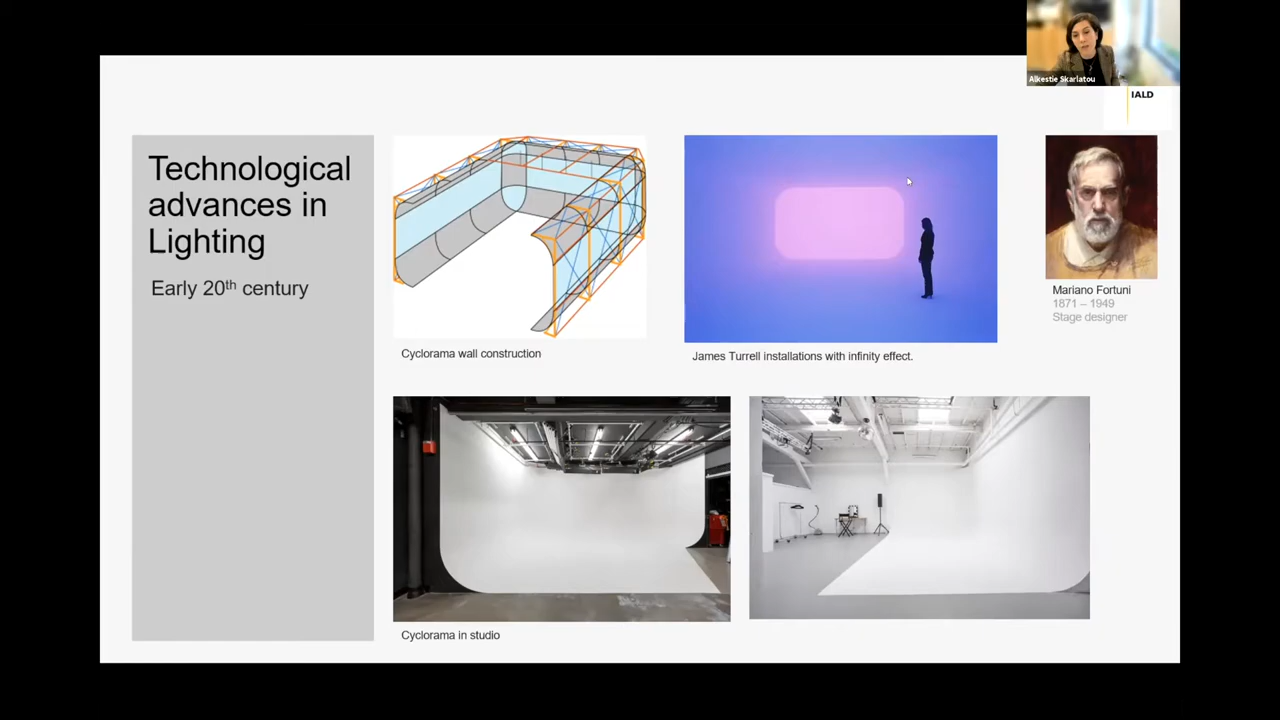 Alkestie Skarlatou
IALD
Technological
advances in
Lighting
Early 20th century
Cyclorama wall construction
James Turrell installations with infinity effect.
Mariano Fortuni
1871 – 1949
Stage designer
Cyclorama in studio